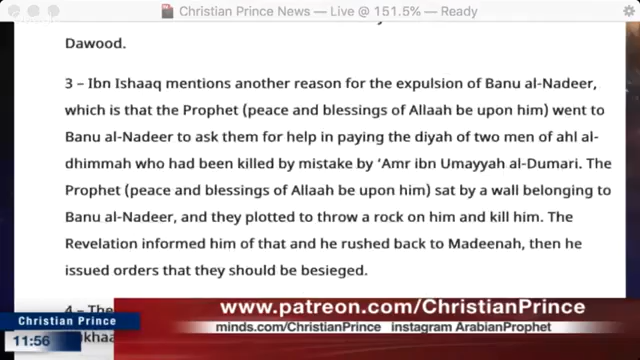 Christian Prince News — Live @ 151.5% — Ready
Dawood.
3 – Ibn Ishaaq mentions another reason for the expulsion of Banu al-Nadeer,
which is that the Prophet (peace and blessings of Allaah be upon him) went to
Banu al-Nadeer to ask them for help in paying the diyah of two men of ahl al-
dhimmah who had been killed by mistake by ‘Amr ibn Umayyah al-Dumari. The
Prophet (peace and blessings of Allaah be upon him) sat by a wall belonging to
Banu al-Nadeer, and they plotted to throw a rock on him and kill him. The
Revelation informed him of that and he rushed back to Madeenah, then he
issued orders that they should be besieged.
4 – The
www.patreon.com/ChristianPrince
Christian Prince
minds.com/ChristianPrince instagram ArabianProphet
11:56